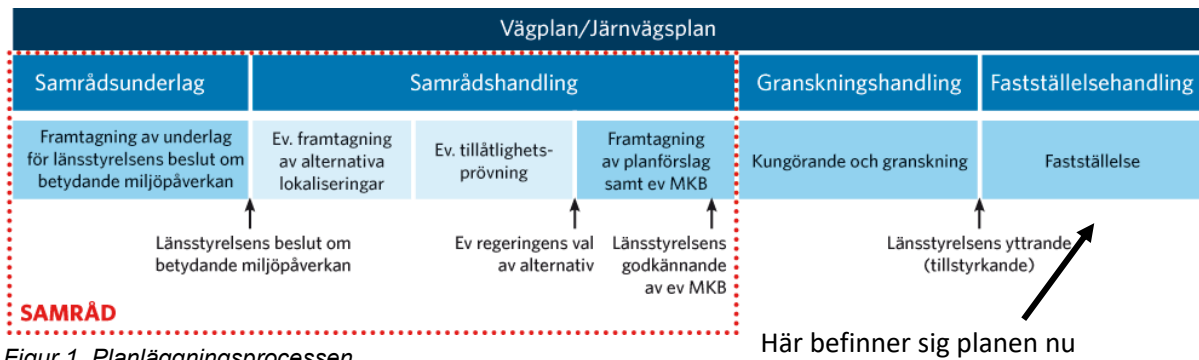 Vägplan/Järnvägsplan
Samrådsunderlag
Samrådshandling
Granskningshandling
Fastställelsehandling
Framtagning av underlag
för länsstyrelsens beslut om
betydande miljöpåverkan
Ev. framtagning
av alternativa
lokaliseringar
Ev. tillåtlighets-
prövning
Framtagning
av planförslag
samt ev MKB
Kungörande och granskning
Fastställelse
Länsstyrelsens beslut om
betydande miljöpåverkan
Ev regeringens val
av alternativ
Länsstyrelsens
godkännande
av ev MKB
Länsstyrelsens yttrande
(tillstyrkande)
SAMRÅD
Här befinner sig planen nu
Figur 1. Planläggningsprocessen